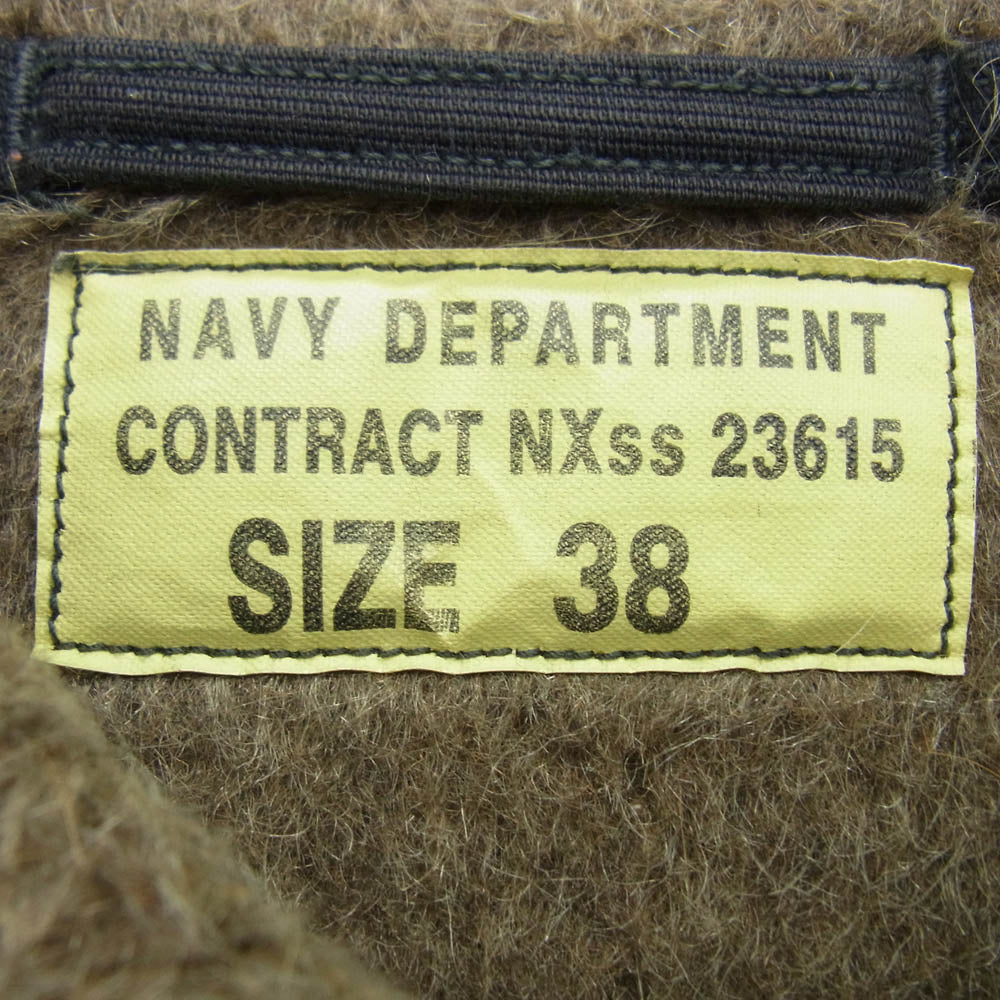 NAVY DEPARTMENT
CONTRACT NXss 23615
SIZE 38